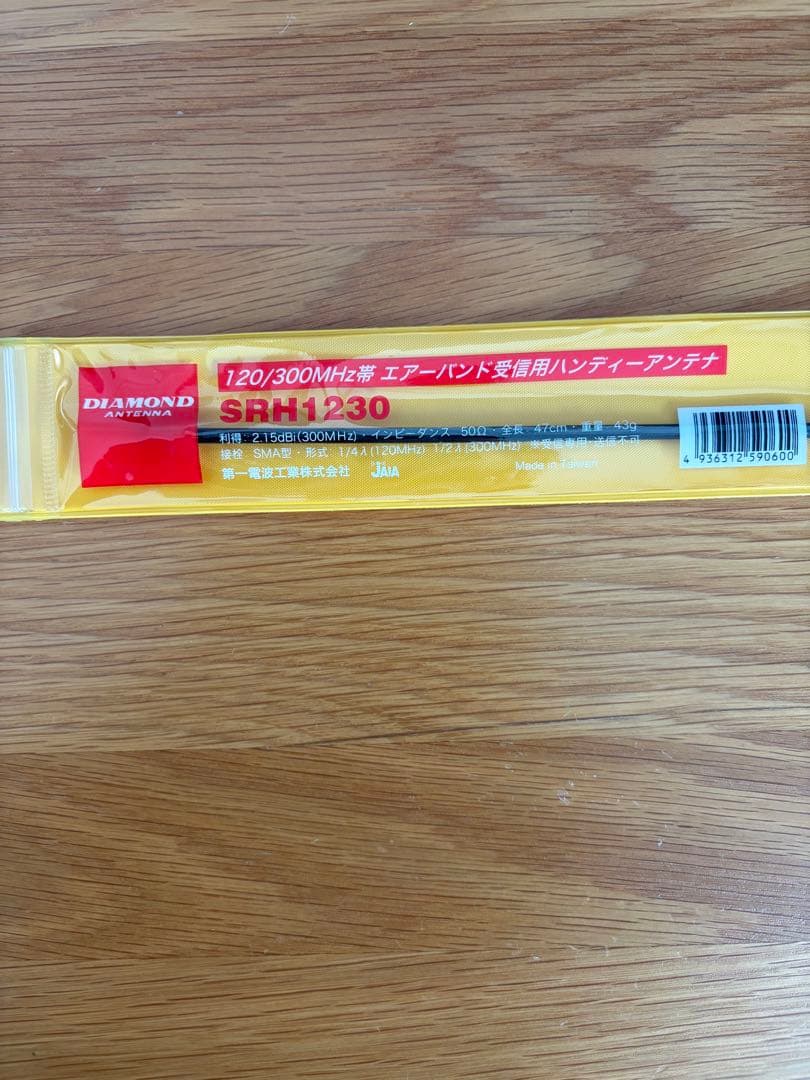 DIAMOND
ANTENNA
120/300MHz帯 エアーバンド受信用ハンディーアンテナ
SRH1230
利得：2.15dBi(300MHz)・インピーダンス 50Ω・全長 47cm・重量 43g
接栓 SMA型・形式：1/4λ(120MHz) 1/2λ(300MHz) ※受信専用・送信不可
第一電波工業株式会社 JAIA Made in Taiwan
4 936312 590600